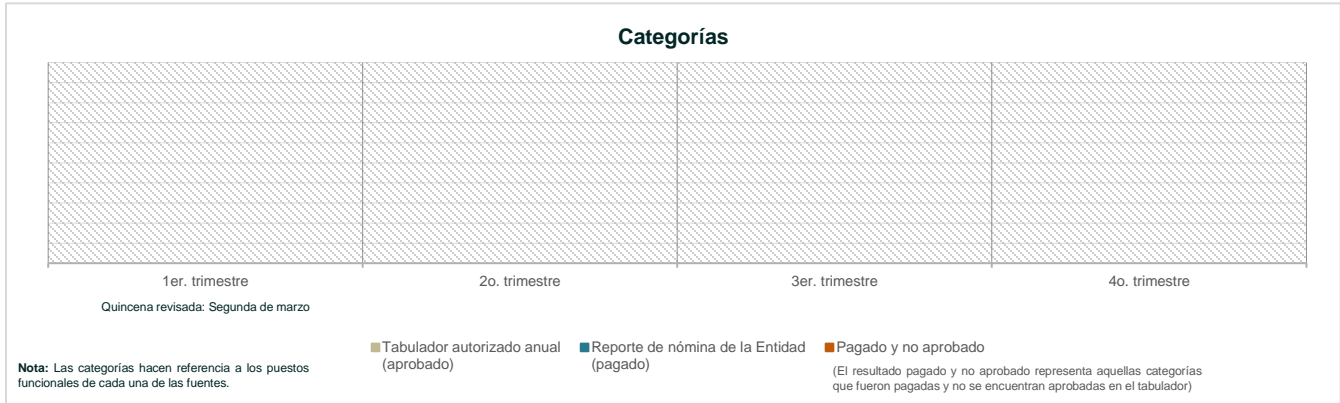 Categorías
1er. trimestre
2o. trimestre
3er. trimestre
4o. trimestre
Quincena revisada: Segunda de marzo
Tabulador autorizado anual
(aprobado)
Reporte de nómina de la Entidad
(pagado)
Pagado y no aprobado
(El resultado pagado y no aprobado representa aquellas categorías
que fueron pagadas y no se encuentran aprobadas en el tabulador)
Nota: Las categorías hacen referencia a los puestos
funcionales de cada una de las fuentes.